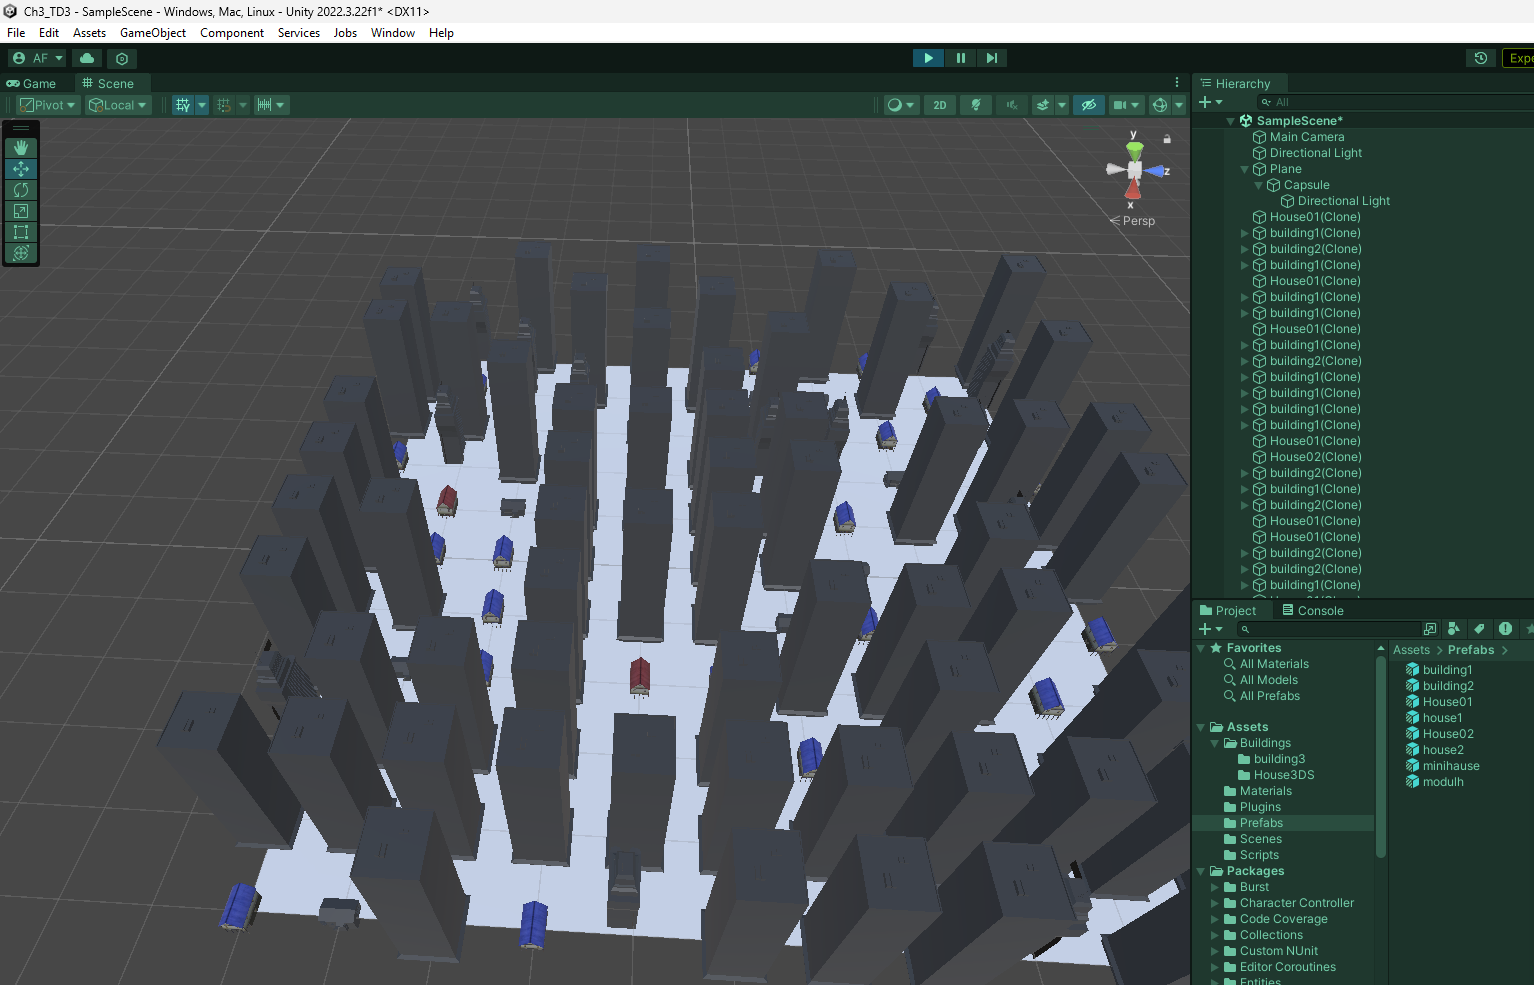 Ch3_TD3 - SampleScene - Windows, Mac, Linux - Unity 2022.3.22f1* <DX11>
File Edit Assets GameObject Component Services Jobs Window Help
AF
Game
Scene
Pivot
Local
2D
y
z
x
Persp
Hierarchy
All
SampleScene*
Main Camera
Directional Light
Plane
Capsule
Directional Light
House01(Clone)
building1(Clone)
building2(Clone)
building1(Clone)
House01(Clone)
building1(Clone)
building1(Clone)
House01(Clone)
building1(Clone)
building2(Clone)
building1(Clone)
building1(Clone)
building1(Clone)
building1(Clone)
House01(Clone)
House02(Clone)
building2(Clone)
building1(Clone)
building2(Clone)
House01(Clone)
House01(Clone)
building2(Clone)
building2(Clone)
building1(Clone)
Project
Console
Favorites
All Materials
All Models
All Prefabs
Assets
Buildings
building3
House3DS
Materials
Plugins
Prefabs
Scenes
Scripts
Packages
Burst
Character Controller
Code Coverage
Collections
Custom NUnit
Editor Coroutines
Entities
Assets > Prefabs >
building1
building2
House01
house1
House02
house2
minihause
modulh